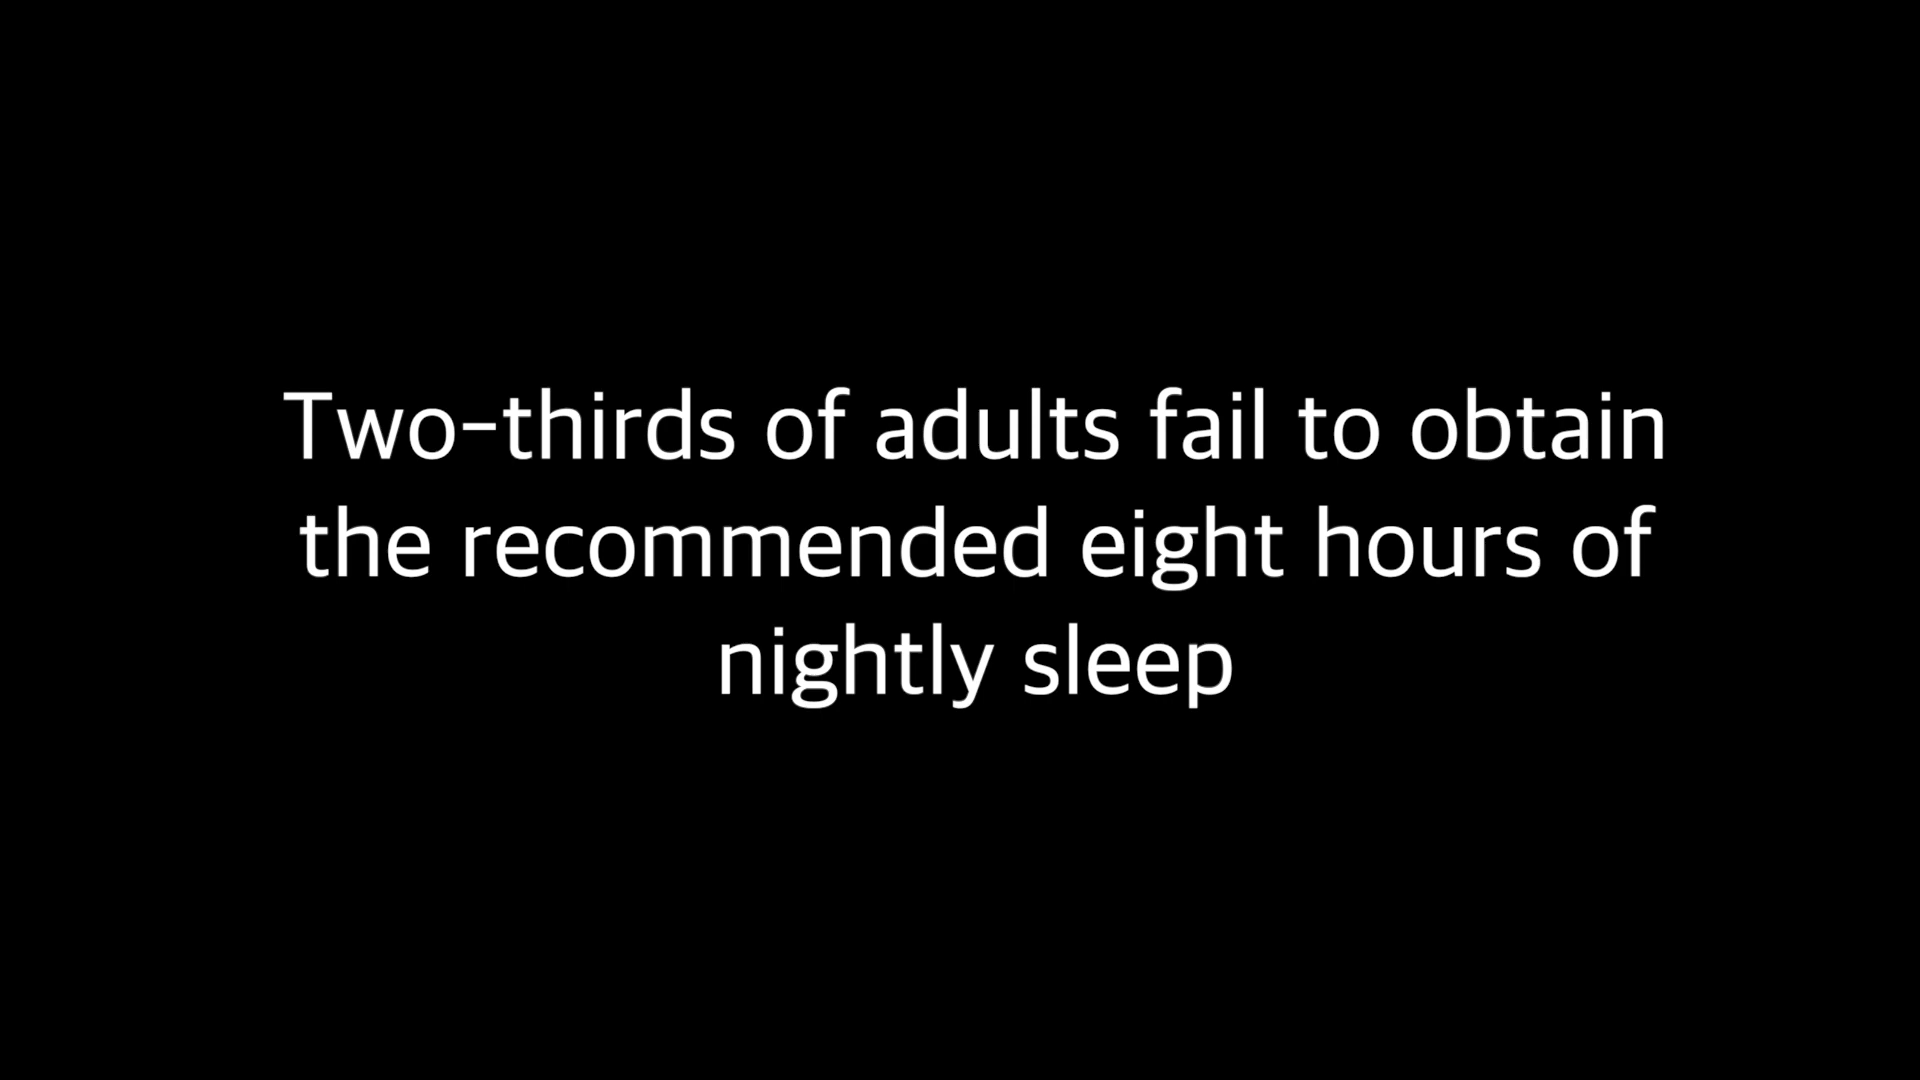 Two-thirds of adults fail to obtain
the recommended eight hours of
nightly sleep